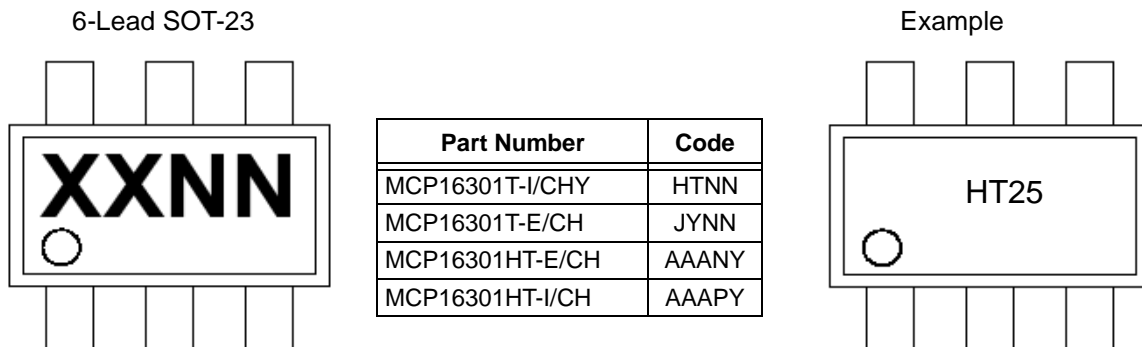 6-Lead SOT-23
XXNN
Part Number Code
MCP16301T-I/CHY HTNN
MCP16301T-E/CH JYNN
MCP16301HT-E/CH AAANY
MCP16301HT-I/CH AAAPY
Example
HT25